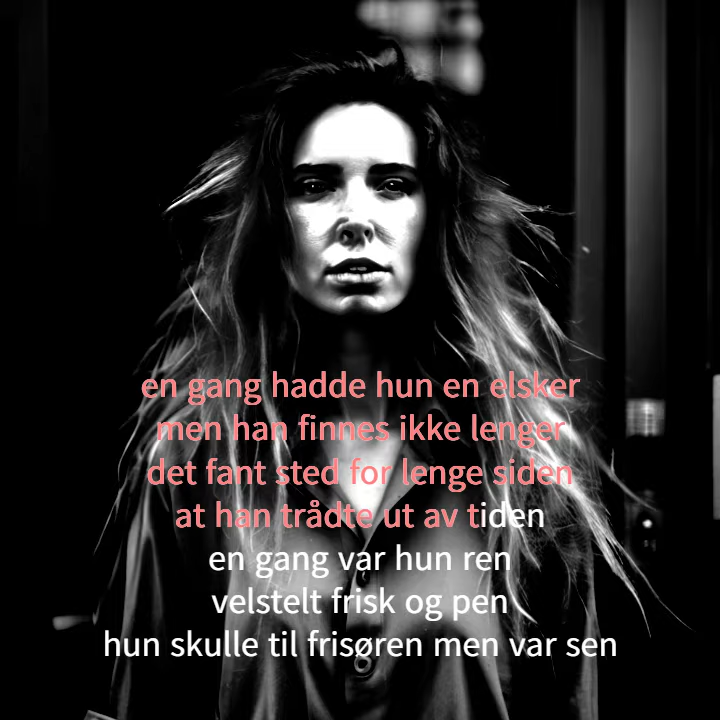 en gang hadde hun en elsker
men han finnes ikke lenger
det fant sted for lenge siden
at han trådte ut av tiden
en gang var hun ren
velstelt frisk og pen
hun skulle til frisøren men var sen